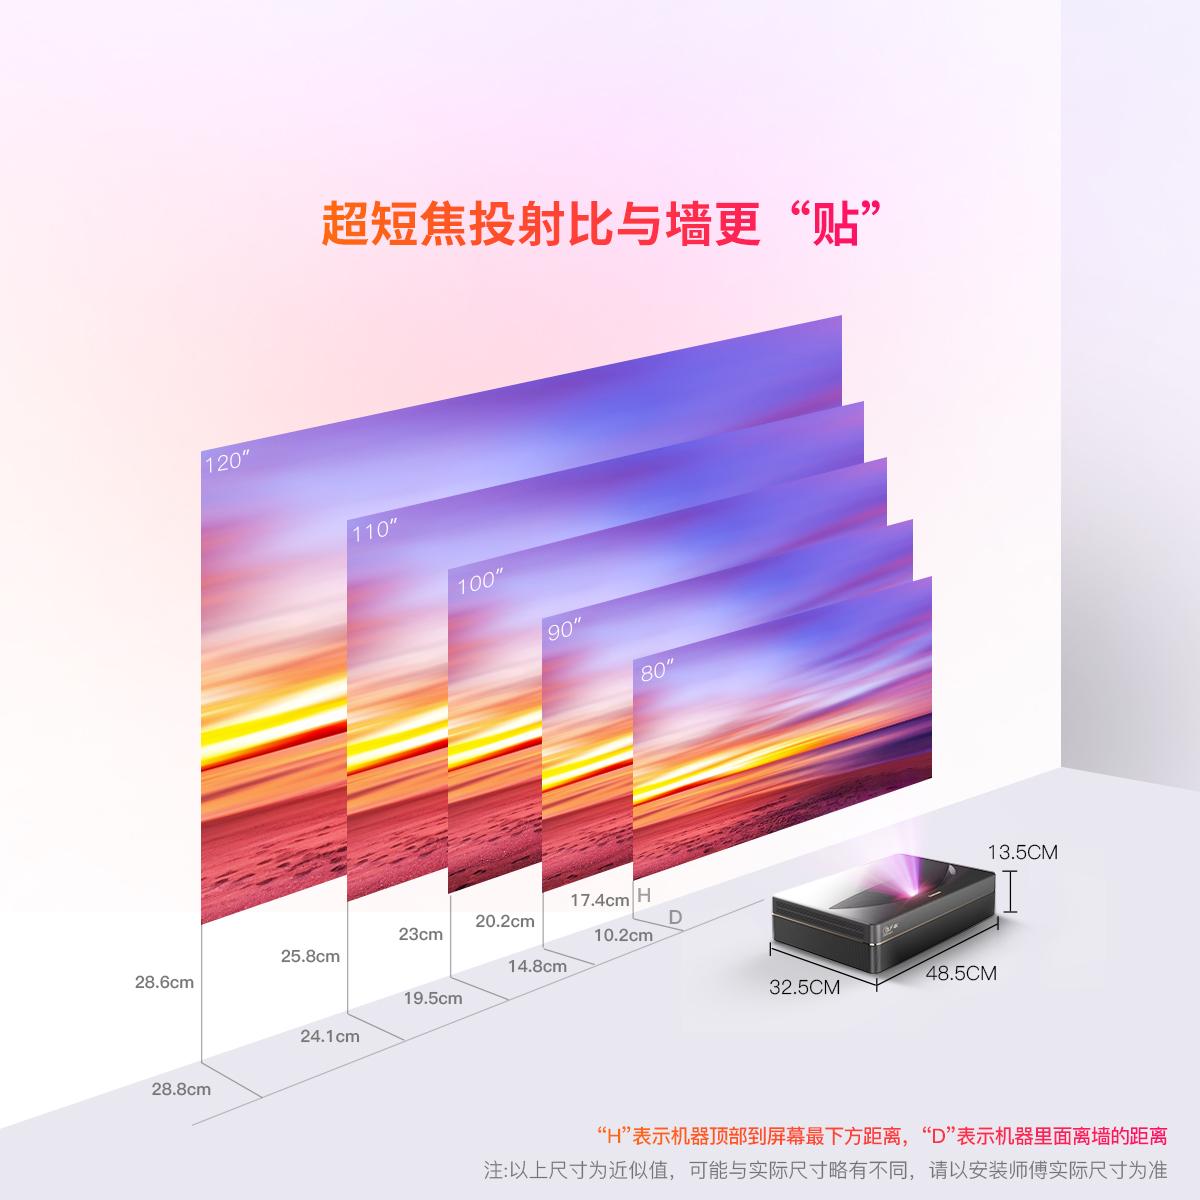 超短焦投射比与墙更“贴”
120″
110″
100″
90″
80″
13.5CM
17.4cm H
D
20.2cm
23cm
10.2cm
25.8cm
14.8cm
48.5CM
28.6cm
32.5CM
19.5cm
24.1cm
28.8cm
“H”表示机器顶部到屏幕最下方距离，“D”表示机器里面离墙的距离
注:以上尺寸为近似值，可能与实际尺寸略有不同，请以安装师傅实际尺寸为准